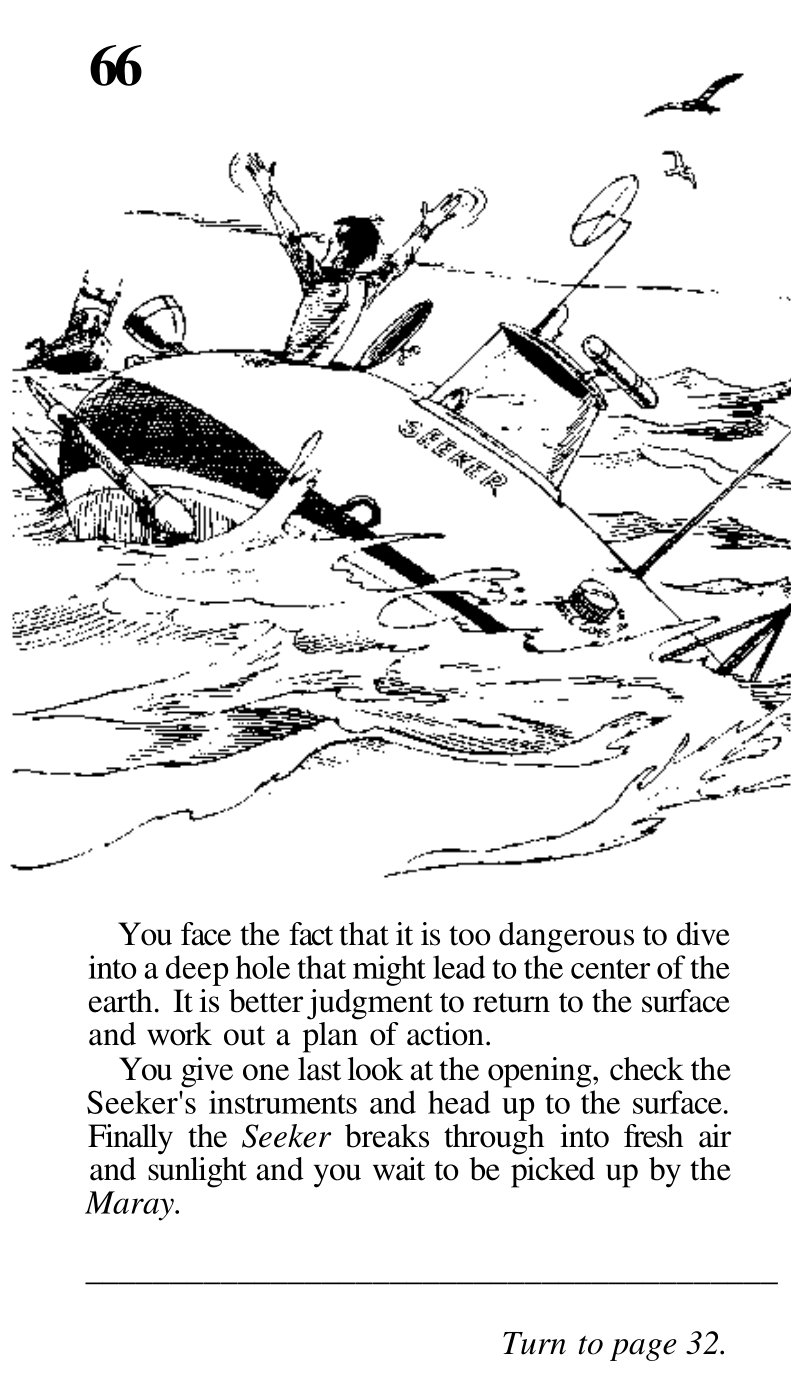 66
SEEKER
You face the fact that it is too dangerous to dive
into a deep hole that might lead to the center of the
earth. It is better judgment to return to the surface
and work out a plan of action.
You give one last look at the opening, check the
Seeker's instruments and head up to the surface.
Finally the Seeker breaks through into fresh air
and sunlight and you wait to be picked up by the
Maray.
Turn to page 32.